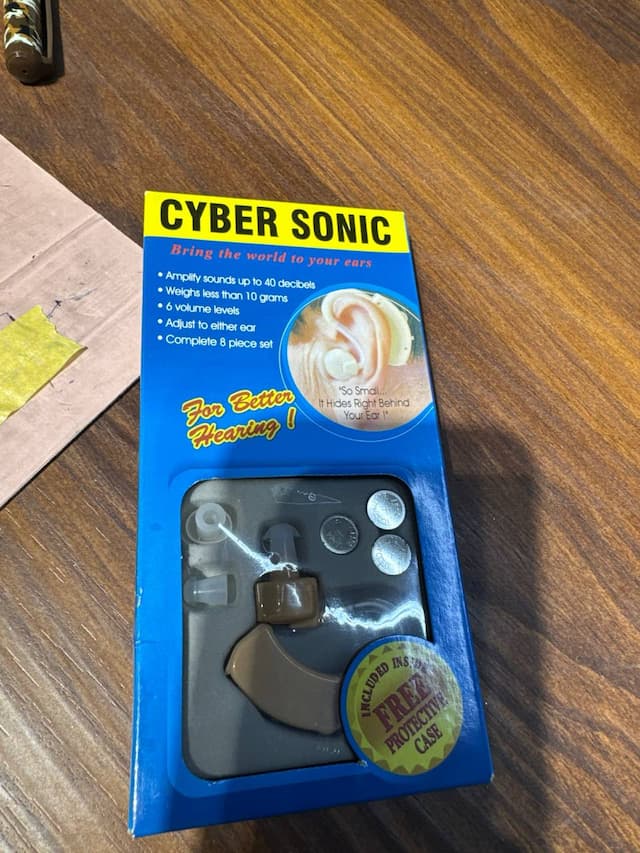 CYBER SONIC
Bring the world to your ears
• Amplify sounds up to 40 decibels
• Weighs less than 10 grams
• 6 volume levels
• Adjust to either ear
• Complete 8 piece set
"So Small...
It Hides Right Behind
Your Ear !"
For Better
Hearing !
INCLUDED INSIDE
FREE
PROTECTIVE
CASE